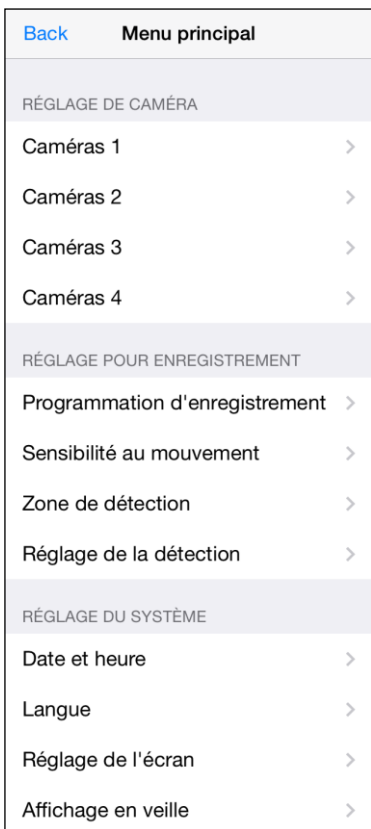 Back Menu principal
RÉGLAGE DE CAMÉRA
Caméras 1
Caméras 2
Caméras 3
Caméras 4
RÉGLAGE POUR ENREGISTREMENT
Programmation d'enregistrement
Sensibilité au mouvement
Zone de détection
Réglage de la détection
RÉGLAGE DU SYSTÈME
Date et heure
Langue
Réglage de l'écran
Affichage en veille